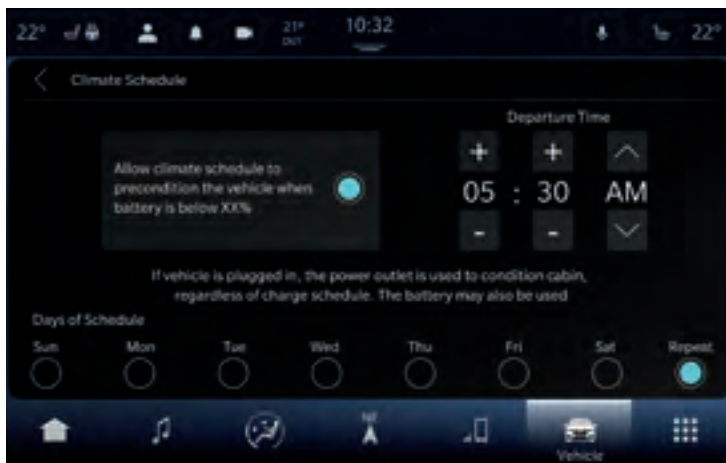 22° 21° OUT 10:32 22°
Climate Schedule
Departure Time
+ + 
Allow climate schedule to
precondition the vehicle when
battery is below XX%
05 : 30 AM
- -
If vehicle is plugged in, the power outlet is used to condition cabin,
regardless of charge schedule. The battery may also be used
Days of Schedule
Sun Mon Tue Wed Thu Fri Sat Repeat
Vehicle